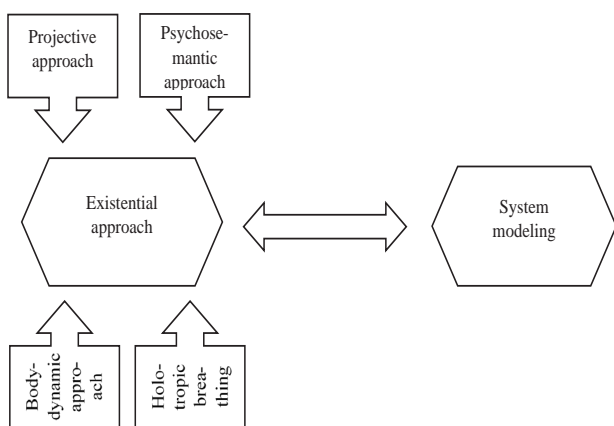 Projective
approach
Psychose-
mantic
approach
Existential
approach
System
modeling
Body-
dynamic
appro-
ach
Holo-
tropic
brea-
thing